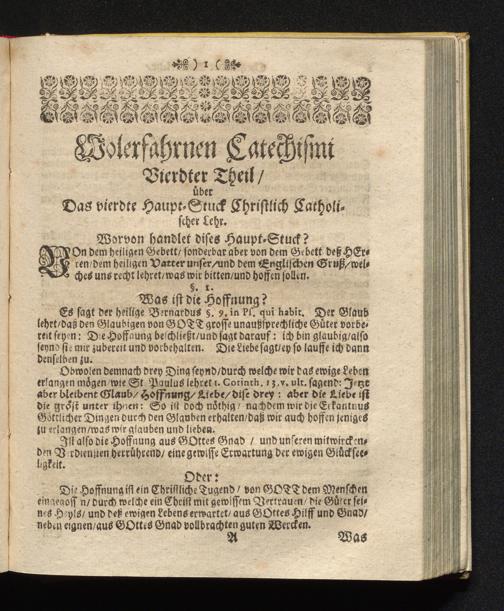 ) 1 (
Wolerfahrnen Catechismi
Vierdter Theil /
über
Das vierdte Haupt-Stuck Christlich Catholi-
scher Lehr.
Worvon handlet dises Haupt-Stuck?
VOn dem heiligen Gebett / sonderbar aber von dem Gebett deß HEr-
ren / dem heiligen Vatter unser / und dem Englischen Gruß / wel-
ches uns recht lehret / was wir bitten / und hoffen sollen.
§. 1.
Was ist die Hoffnung?
Es sagt der heilige Bernardus §. 9. in Ps. qui habit. Der Glaub
lehrt / daß den Glaubigen von GOTT grosse unaußsprechliche Güter vorbe-
reit seyen: Die Hoffnung beschließt / und sagt darauf: ich bin glaubig / also
seynd sie mir zubereit und vorbehalten. Die Liebe sagt / ey so lauffe ich dann
denselben zu.
Obwolen demnach drey Ding seynd / durch welche wir das ewige Leben
erlangen mögen / wie St. Paulus lehret 1. Corinth. 13. v. ult. sagend: Jetzt
aber bleibent Glaub / Hoffnung / Liebe / dise drey: aber die Liebe ist
die gröst unter ihnen: So ist doch nöthig / nachdem wir die Erkantnus
Göttlicher Dingen durch den Glauben erhalten / daß wir auch hoffen jeniges
zu erlangen / was wir glauben und lieben.
Ist also die Hoffnung aus GOttes Gnad / und unseren mitwircken-
den Verdiensten herrührend / eine gewisse Erwartung der ewigen Glücksee-
ligkeit.
Oder:
Die Hoffnung ist ein Christliche Tugend / von GOTT dem Menschen
eingegossen / durch welche ein Christ mit gewissem Vertrauen / die Güter sei-
nes Heyls / und deß ewigen Lebens erwartet / aus GOttes Hilff und Gnad /
neben eignen / aus GOttes Gnad vollbrachten guten Wercken.
A Was